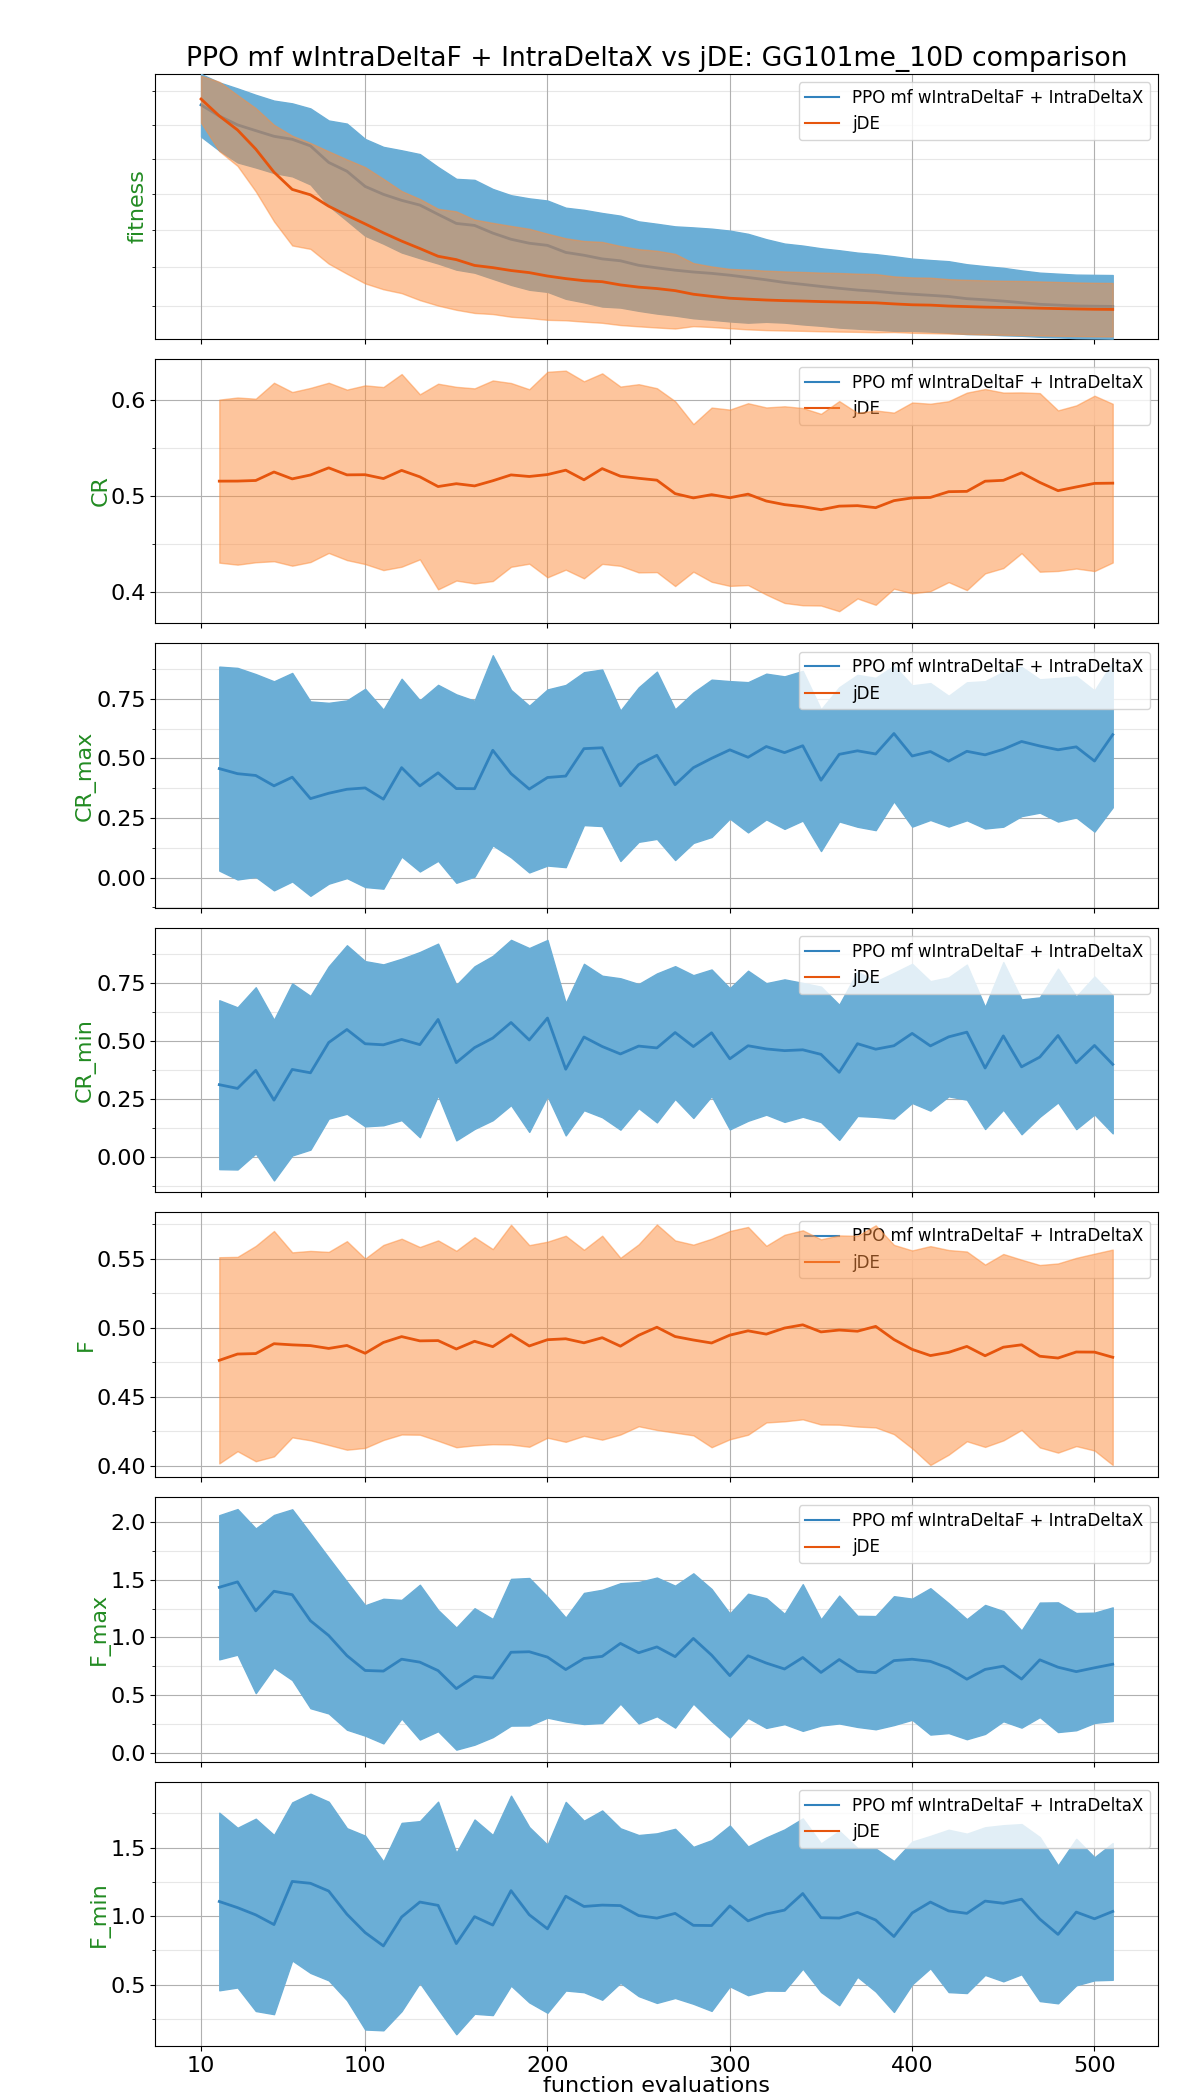 PPO mf wIntraDeltaF + IntraDeltaX vs jDE: GG101me_10D comparison
fitness
PPO mf wIntraDeltaF + IntraDeltaX
jDE
CR
0.6
0.5
0.4
PPO mf wIntraDeltaF + IntraDeltaX
jDE
CR_max
0.75
0.50
0.25
0.00
PPO mf wIntraDeltaF + IntraDeltaX
jDE
CR_min
0.75
0.50
0.25
0.00
PPO mf wIntraDeltaF + IntraDeltaX
jDE
F
0.55
0.50
0.45
0.40
PPO mf wIntraDeltaF + IntraDeltaX
jDE
F_max
2.0
1.5
1.0
0.5
0.0
PPO mf wIntraDeltaF + IntraDeltaX
jDE
F_min
1.5
1.0
0.5
PPO mf wIntraDeltaF + IntraDeltaX
jDE
10 100 200 300 400 500
function evaluations